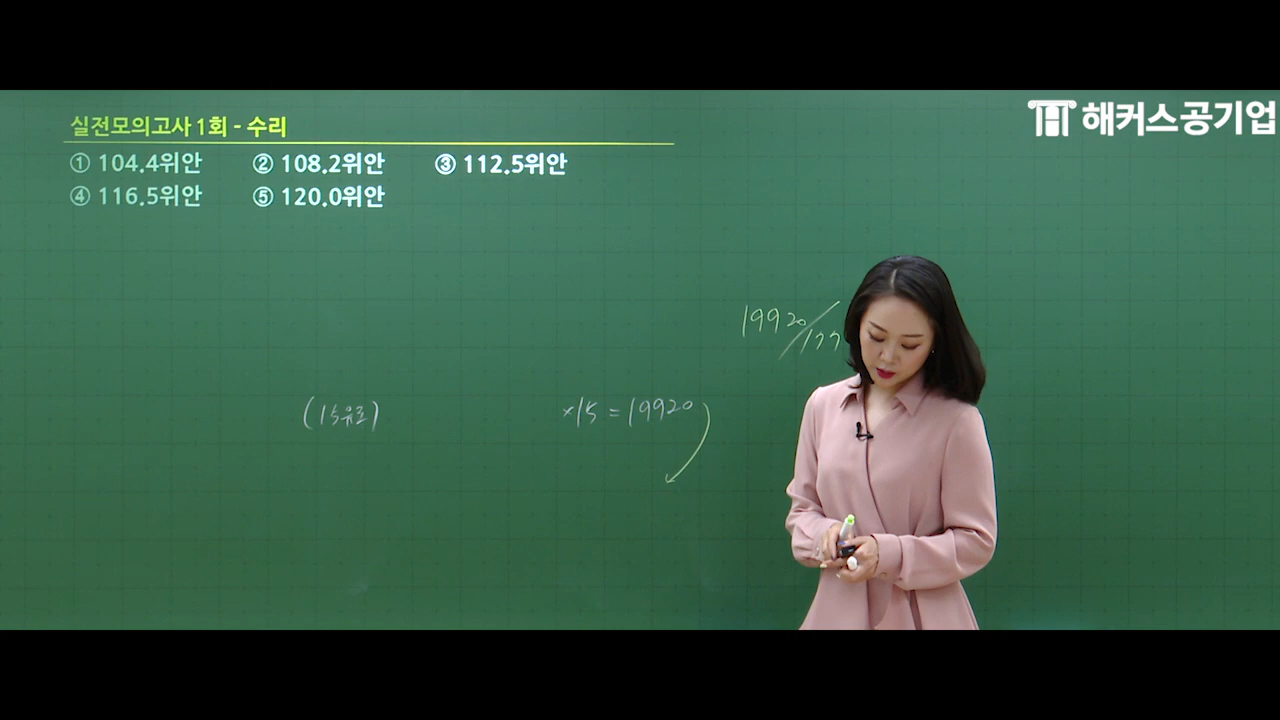 해커스공기업
실전모의고사 1회 - 수리
① 104.4위안 ② 108.2위안 ③ 112.5위안
④ 116.5위안 ⑤ 120.0위안
19920/177
(15유로) ×15 = 19920